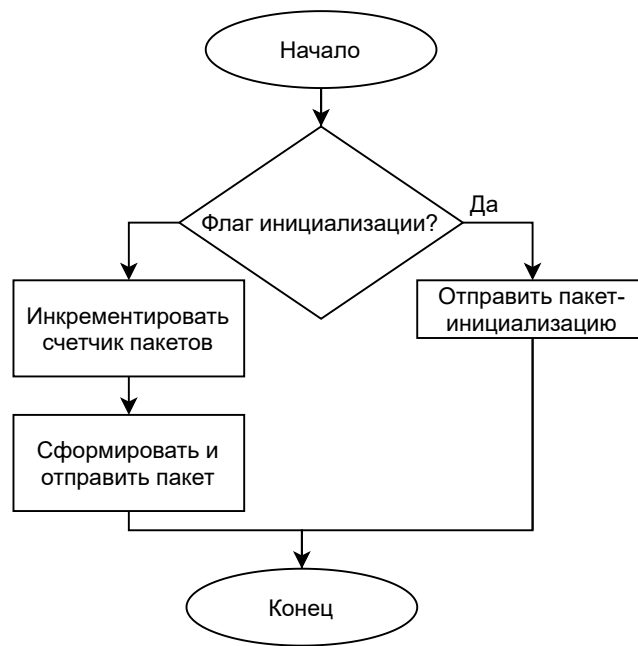 Начало
Флаг инициализации?
Да
Инкрементировать
счетчик пакетов
Отправить пакет-
инициализацию
Сформировать и
отправить пакет
Конец